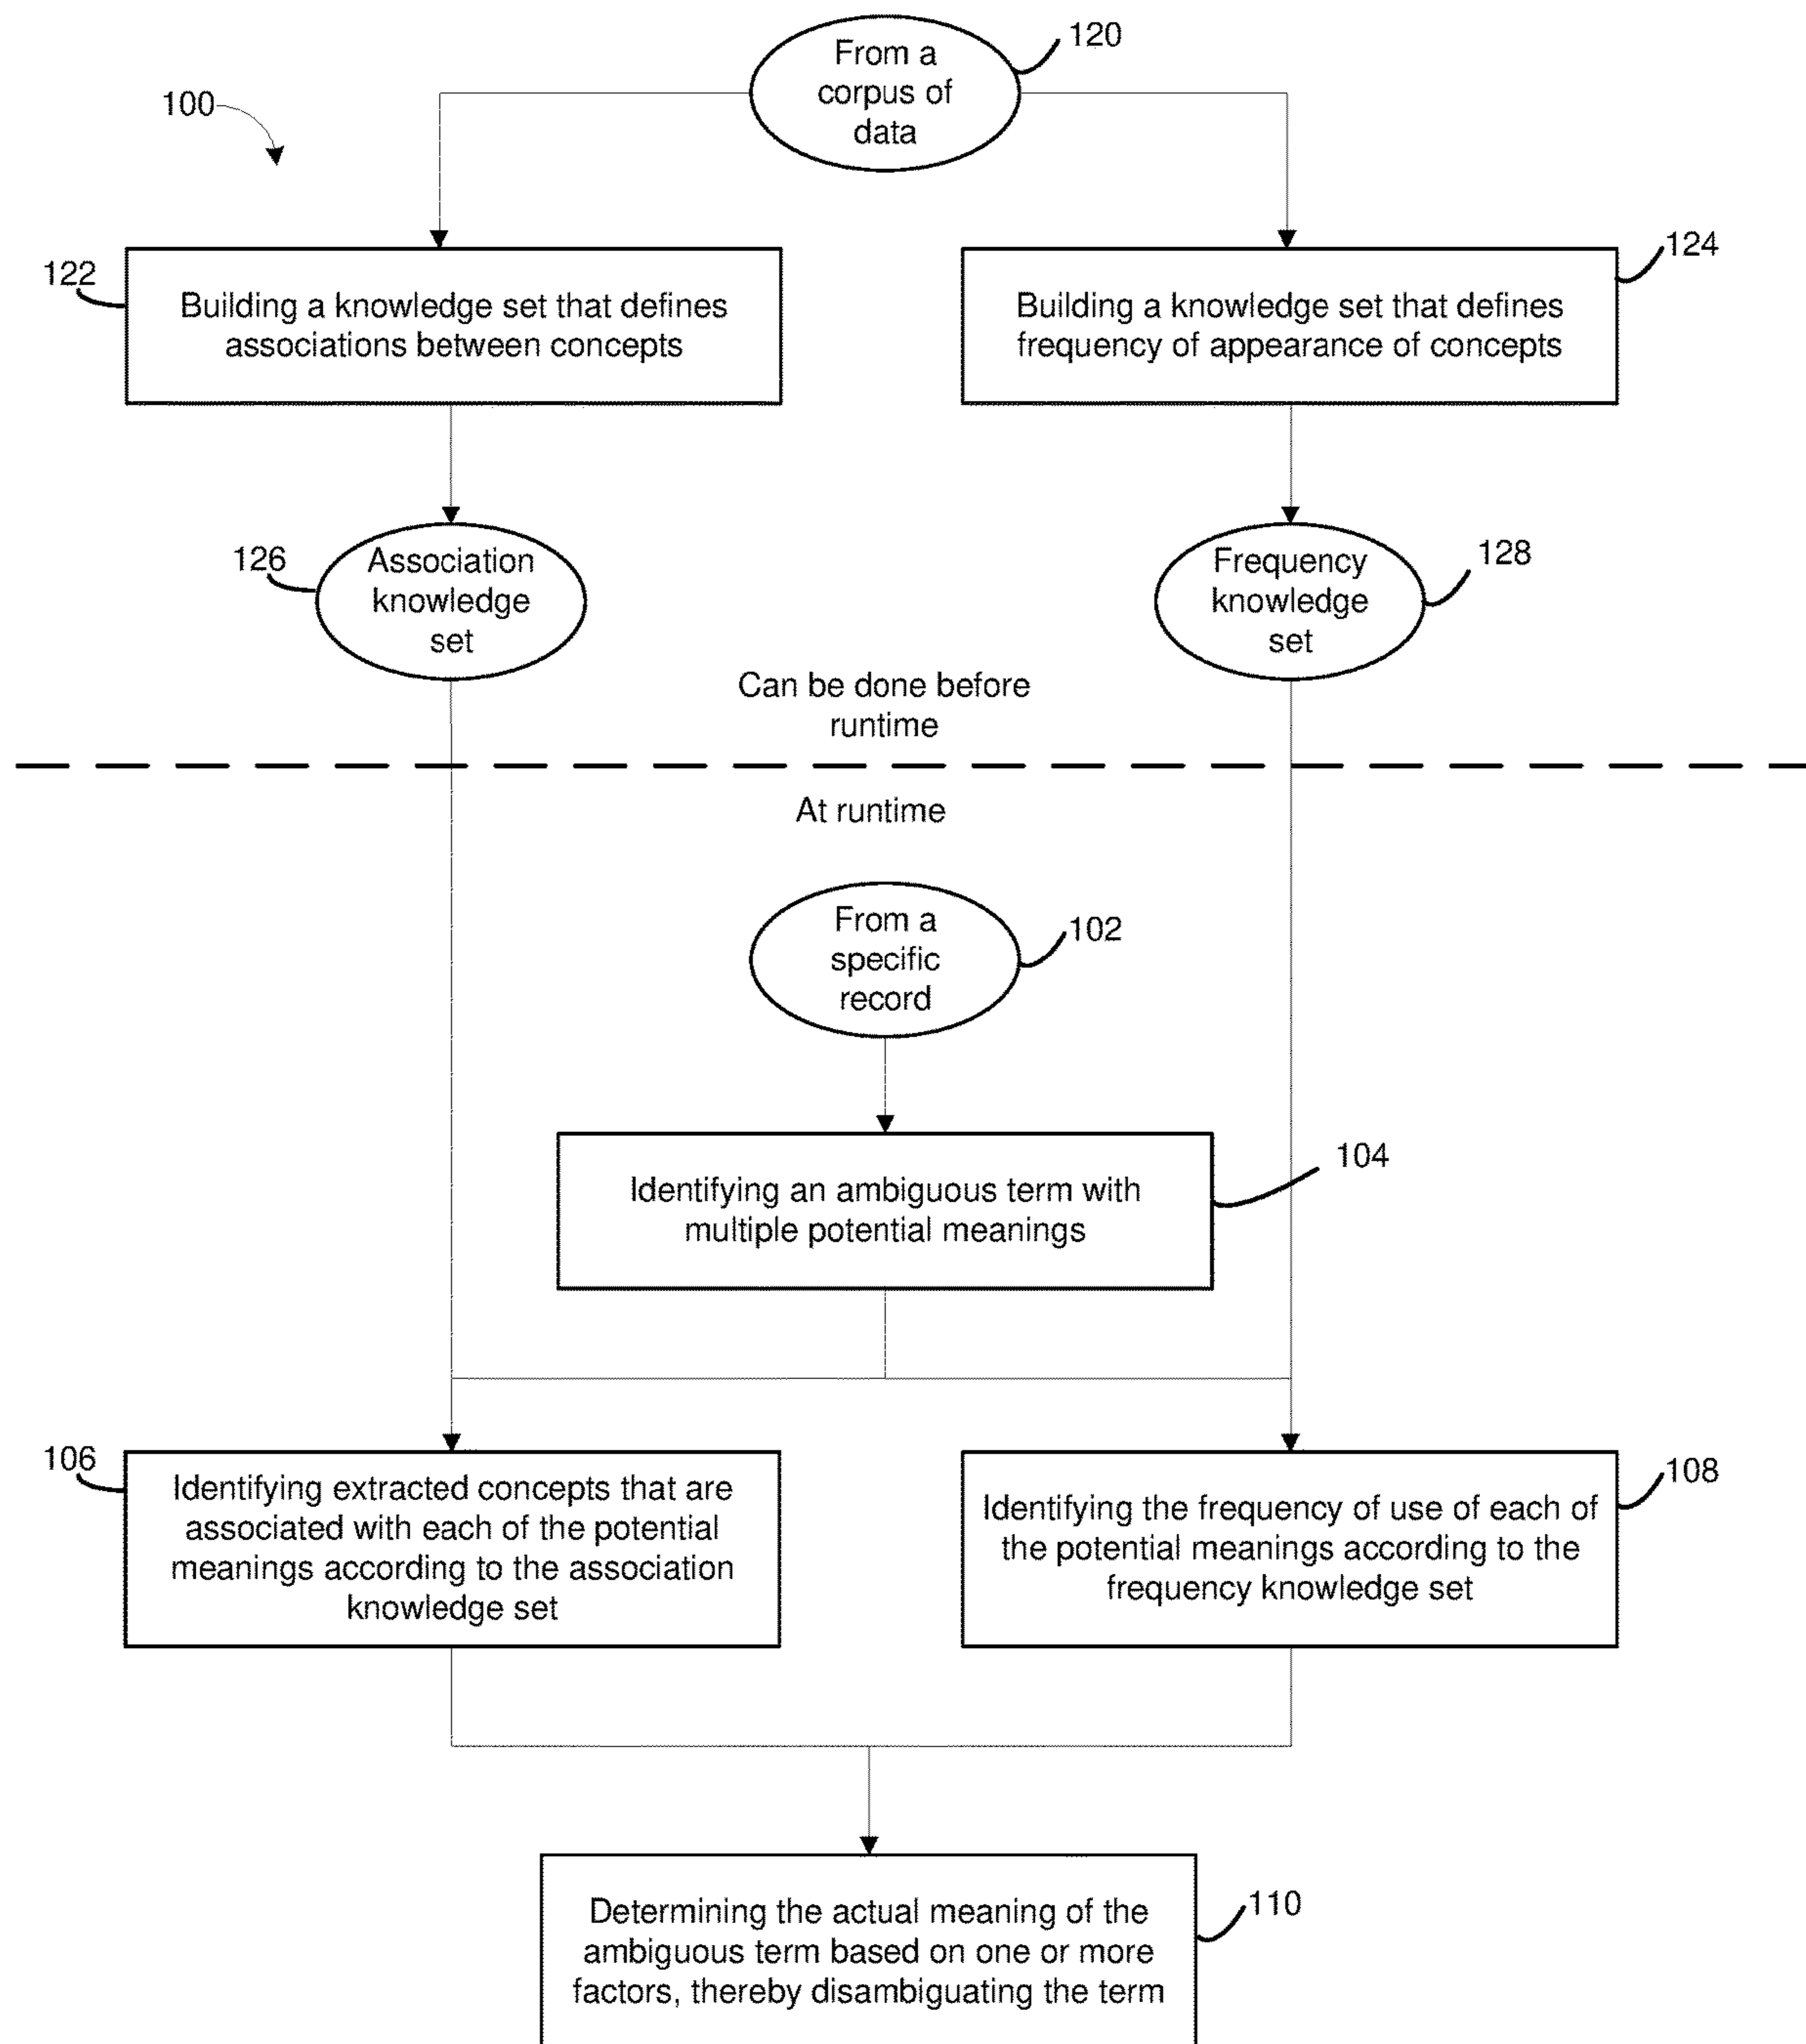 From a
corpus of
data
120
100
122
Building a knowledge set that defines
associations between concepts
124
Building a knowledge set that defines
frequency of appearance of concepts
126
Association
knowledge
set
128
Frequency
knowledge
set
Can be done before
runtime
At runtime
From a
specific
record
102
104
Identifying an ambiguous term with
multiple potential meanings
106
Identifying extracted concepts that are
associated with each of the potential
meanings according to the association
knowledge set
108
Identifying the frequency of use of each of
the potential meanings according to the
frequency knowledge set
110
Determining the actual meaning of the
ambiguous term based on one or more
factors, thereby disambiguating the term